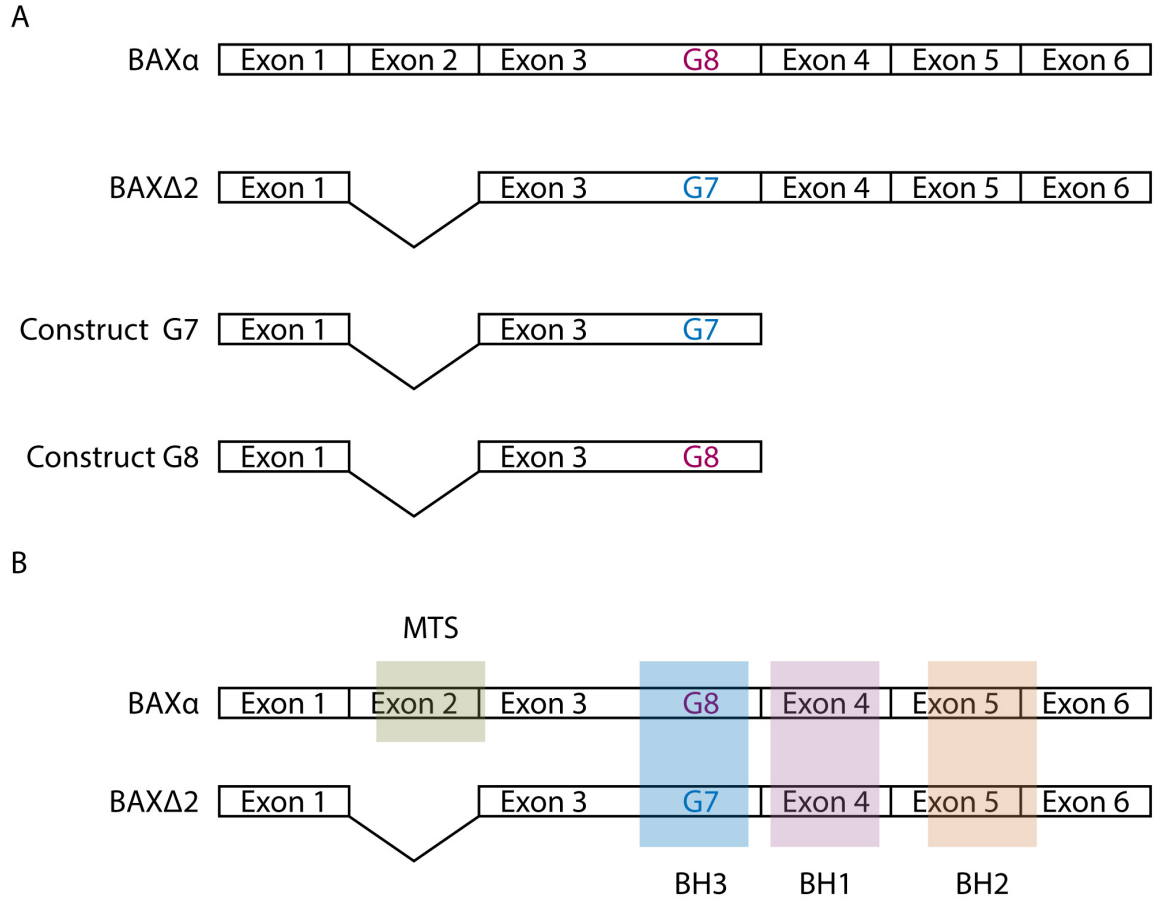 A
BAXα Exon 1 Exon 2 Exon 3 G8 Exon 4 Exon 5 Exon 6
BAXΔ2 Exon 1 Exon 3 G7 Exon 4 Exon 5 Exon 6
Construct G7 Exon 1 Exon 3 G7
Construct G8 Exon 1 Exon 3 G8
B
MTS
BAXα Exon 1 Exon 2 Exon 3 G8 Exon 4 Exon 5 Exon 6
BAXΔ2 Exon 1 Exon 3 G7 Exon 4 Exon 5 Exon 6
BH3 BH1 BH2